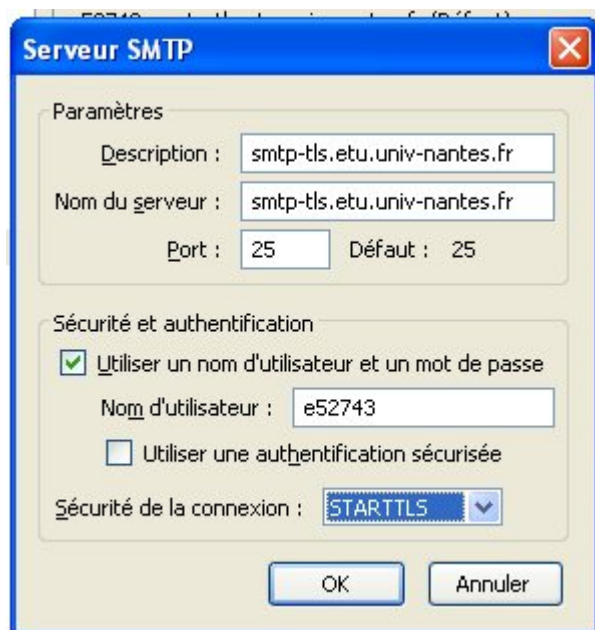 Serveur SMTP
Paramètres
Description : smtp-tls.etu.univ-nantes.fr
Nom du serveur : smtp-tls.etu.univ-nantes.fr
Port : 25 Défaut : 25
Sécurité et authentification
Utiliser un nom d'utilisateur et un mot de passe
Nom d'utilisateur : e52743
Utiliser une authentification sécurisée
Sécurité de la connexion : STARTTLS
OK Annuler